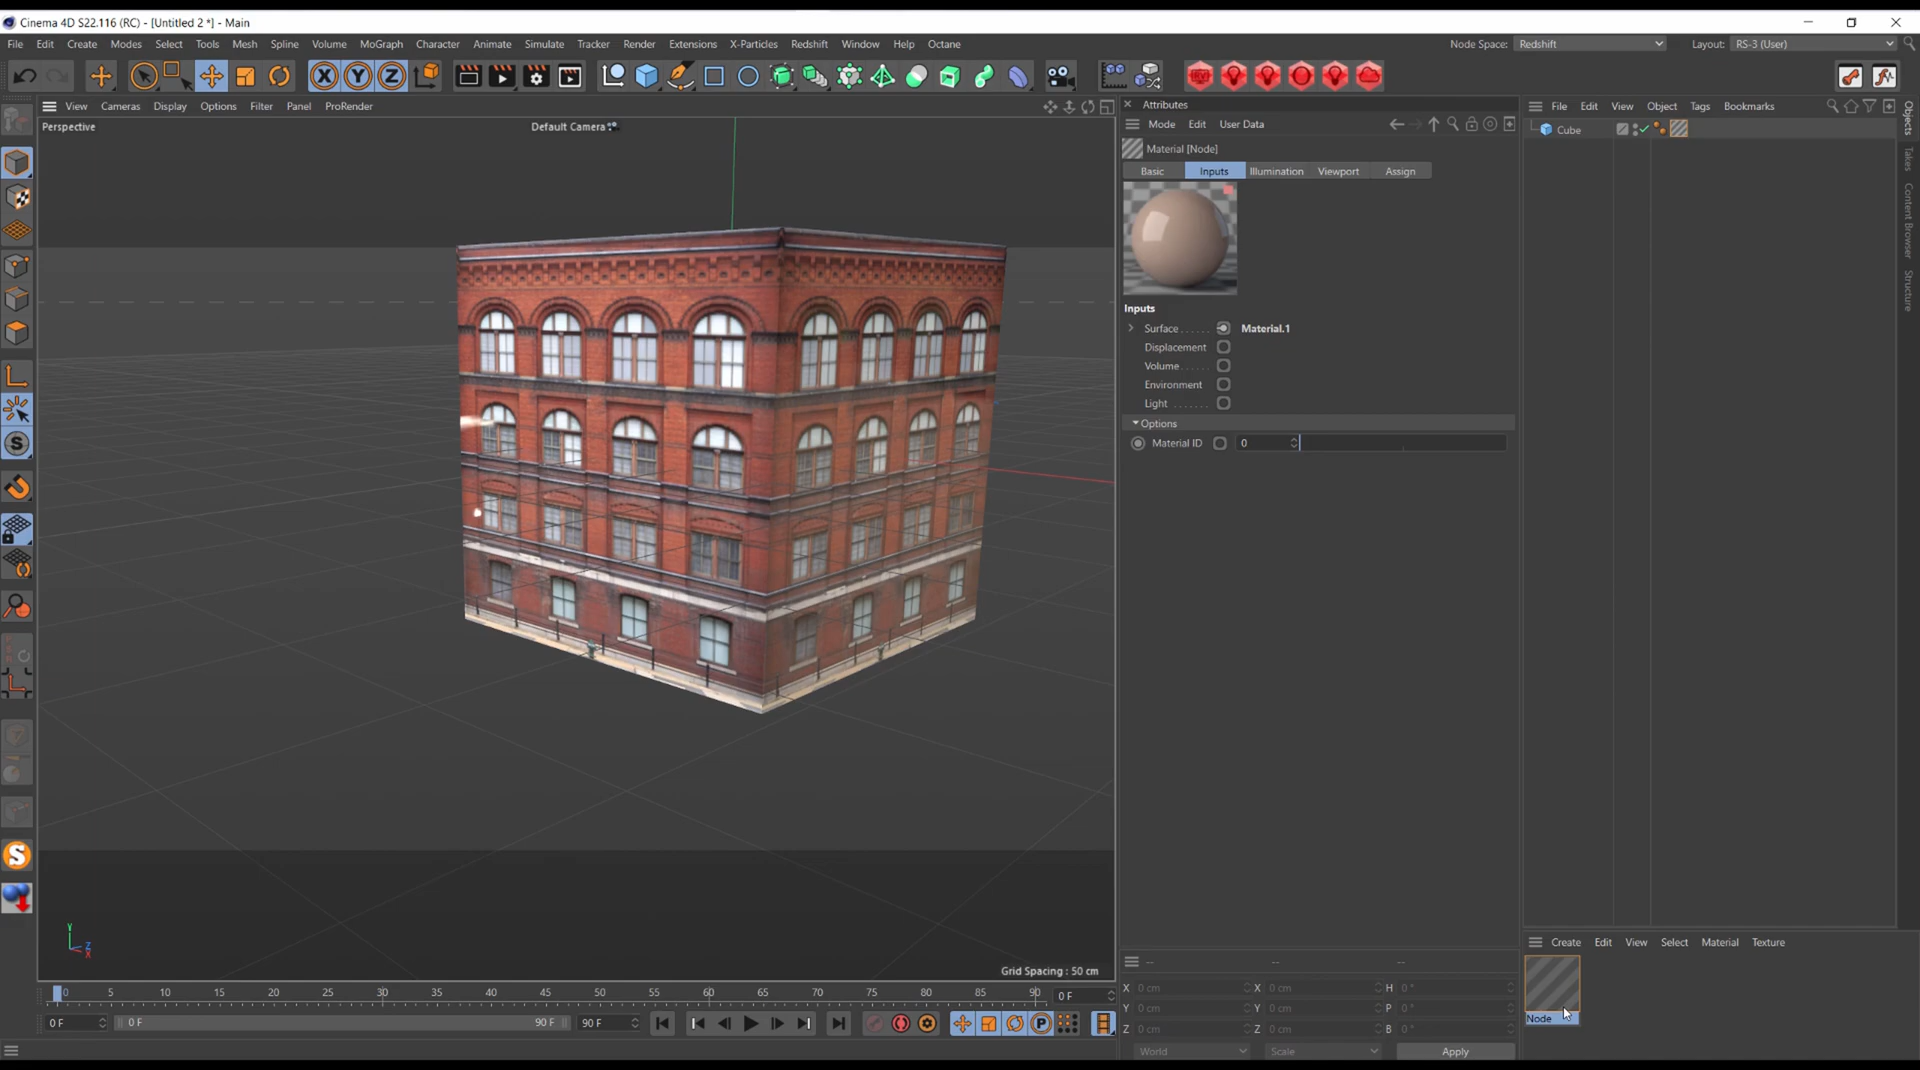 Cinema 4D S22.116 (RC) - [Untitled 2 *] - Main
File Edit Create Modes Select Tools Mesh Spline Volume MoGraph Character Animate Simulate Tracker Render Extensions X-Particles Redshift Window Help Octane Node Space: Redshift Layout: RS-3 (User)
X Y Z
View Cameras Display Options Filter Panel ProRender
Perspective
Default Camera
Attributes
Mode Edit User Data
Material [Node]
Basic Inputs Illumination Viewport Assign
Inputs
Surface . . . . . . Material.1
Displacement
Volume
Environment
Light . . . . . . . .
Options
Material ID 0
File Edit View Object Tags Bookmarks
Cube
Objects
Takes
Content Browser
Structure
Y
Z
X
Grid Spacing : 50 cm
0 5 10 15 20 25 30 35 40 45 50 55 60 65 70 75 80 85 90 0 F
0 F 0 F 90 F 90 F
-- -- --
X 0 cm X 0 cm H 0 °
Y 0 cm Y 0 cm P 0 °
Z 0 cm Z 0 cm B 0 °
World Scale Apply
Create Edit View Select Material Texture
Node